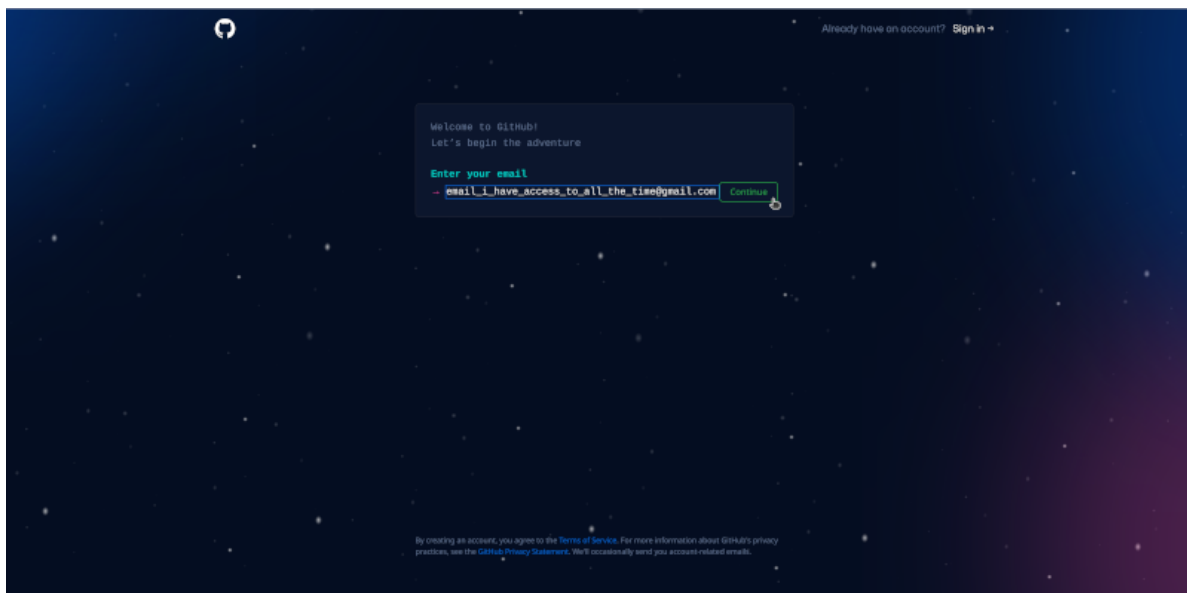 Already have an account? Sign in →
Welcome to GitHub!
Let's begin the adventure
Enter your email
→ email_i_have_access_to_all_the_time@gmail.com Continue
By creating an account, you agree to the Terms of Service. For more information about GitHub's privacy
practices, see the GitHub Privacy Statement. We'll occasionally send you account-related emails.